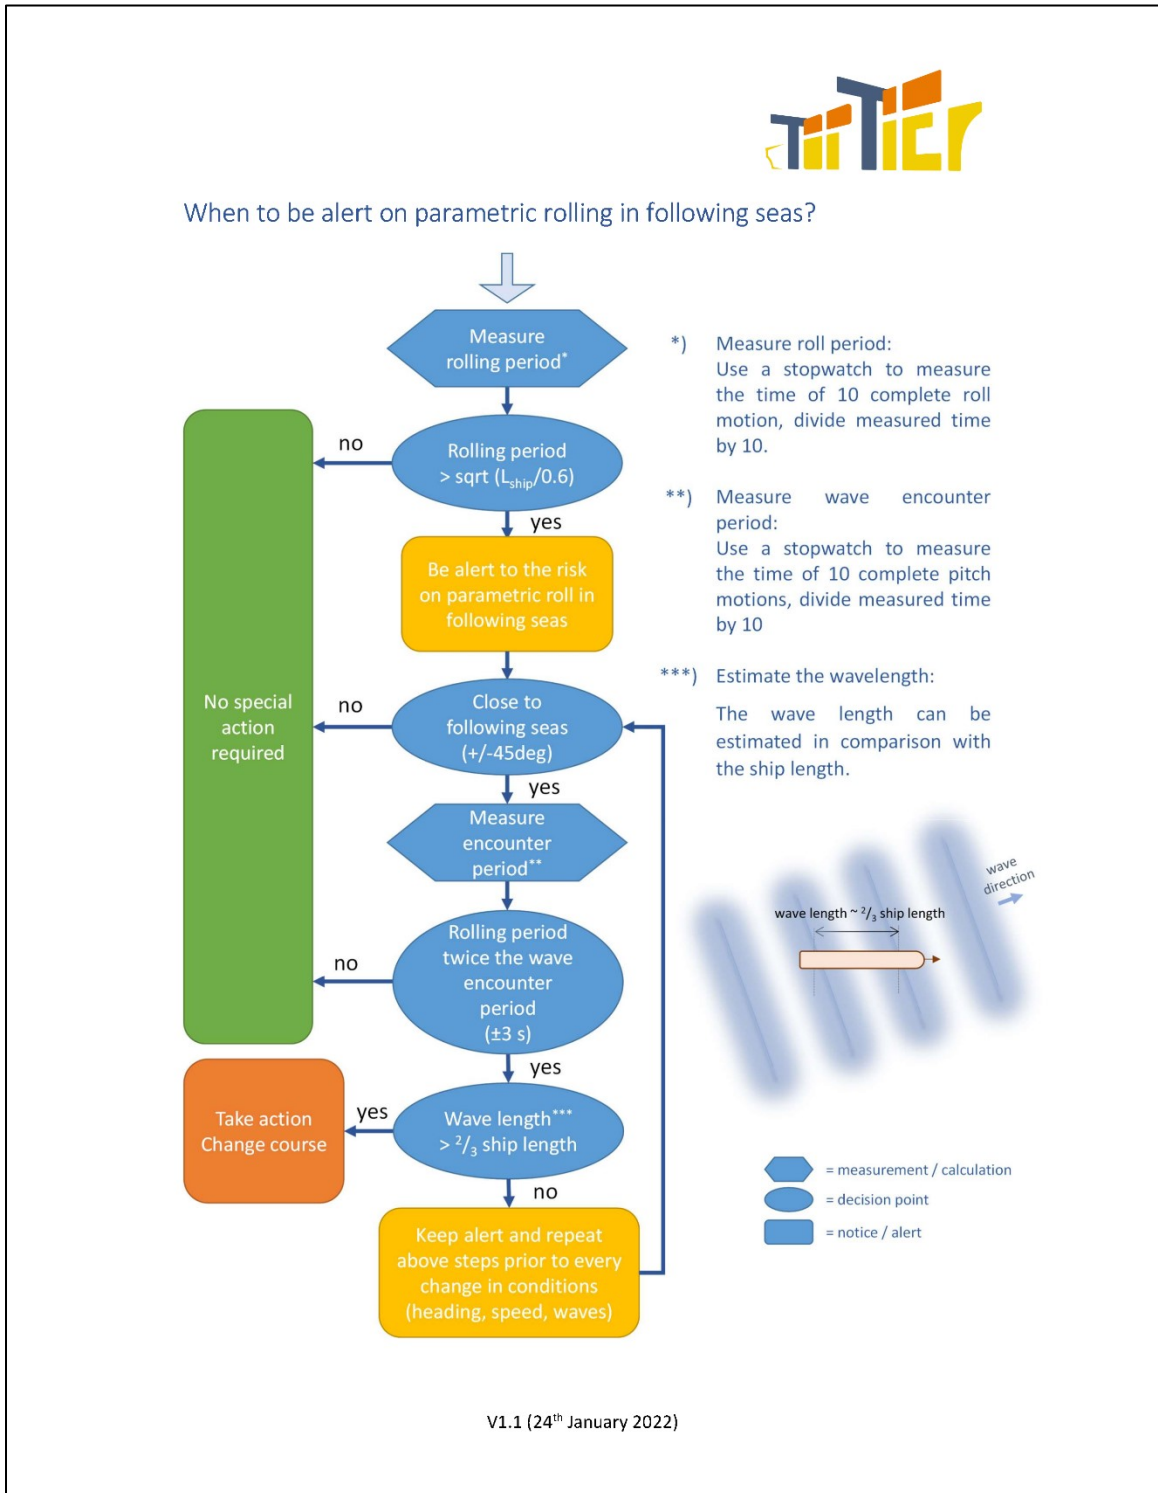 TopTier
When to be alert on parametric rolling in following seas?
Measure
rolling period*
no
Rolling period
> sqrt (Lship/0.6)
yes
Be alert to the risk
on parametric roll in
following seas
No special
action
required
no
Close to
following seas
(+/-45deg)
yes
Measure
encounter
period**
no
Rolling period
twice the wave
encounter
period
(±3 s)
yes
Take action
Change course
yes
Wave length***
> 2/3 ship length
no
Keep alert and repeat
above steps prior to every
change in conditions
(heading, speed, waves)
*) Measure roll period:
Use a stopwatch to measure
the time of 10 complete roll
motion, divide measured time
by 10.
**) Measure wave encounter
period:
Use a stopwatch to measure
the time of 10 complete pitch
motions, divide measured time
by 10
***) Estimate the wavelength:
The wave length can be
estimated in comparison with
the ship length.
wave
direction
wave length ~ 2/3 ship length
= measurement / calculation
= decision point
= notice / alert
V1.1 (24th January 2022)